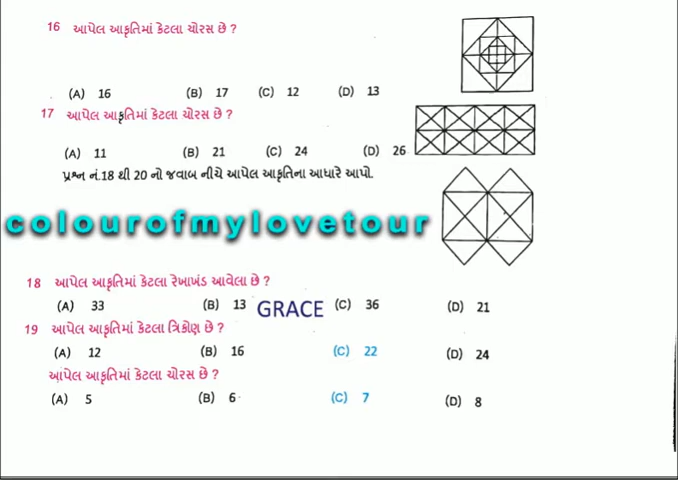 16 આપેલ આકૃતિમાં કેટલા ચોરસ છે ?
(A) 16 (B) 17 (C) 12 (D) 13
17 આપેલ આકૃતિમાં કેટલા ચોરસ છે ?
(A) 11 (B) 21 (C) 24 (D) 26
પ્રશ્ન નં.18 થી 20 નો જવાબ નીચે આપેલ આકૃતિના આધારે આપો.
colourofmylovetour
18 આપેલ આકૃતિમાં કેટલા રેખાખંડ આવેલા છે ?
(A) 33 (B) 13 GRACE (C) 36 (D) 21
19 આપેલ આકૃતિમાં કેટલા ત્રિકોણ છે ?
(A) 12 (B) 16 (C) 22 (D) 24
આપેલ આકૃતિમાં કેટલા ચોરસ છે ?
(A) 5 (B) 6 (C) 7 (D) 8